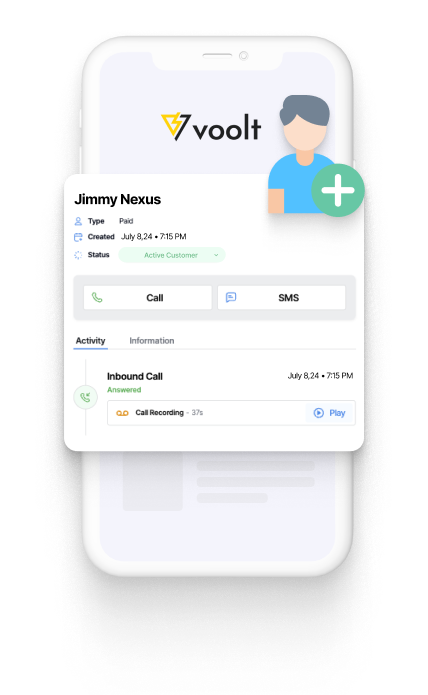 voolt
Jimmy Nexus
Type Paid
Created July 8,24 • 7:15 PM
Status Active Customer
Call SMS
Activity Information
Inbound Call July 8,24 • 7:15 PM
Answered
Call Recording - 37s Play